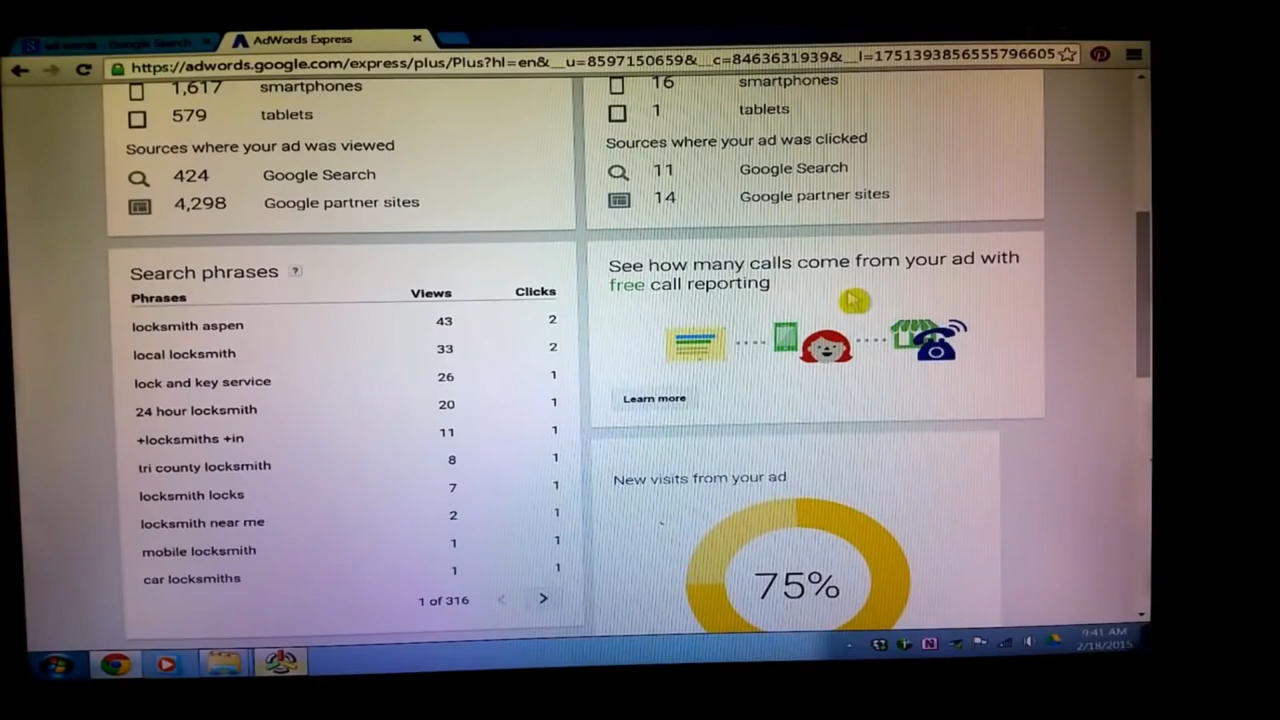 ad words - Google Search
AdWords Express
https://adwords.google.com/express/plus/Plus?hl=en&__u=8597150659&__c=8463631939&__l=1751393856555796605
1,617 smartphones
579 tablets
Sources where your ad was viewed
424 Google Search
4,298 Google partner sites
16 smartphones
1 tablets
Sources where your ad was clicked
11 Google Search
14 Google partner sites
Search phrases ?
Phrases Views Clicks
locksmith aspen 43 2
local locksmith 33 2
lock and key service 26 1
24 hour locksmith 20 1
+locksmiths +in 11 1
tri county locksmith 8 1
locksmith locks 7 1
locksmith near me 2 1
mobile locksmith 1 1
car locksmiths 1 1
1 of 316 < >
See how many calls come from your ad with
free call reporting
Learn more
New visits from your ad
75%
N
9:41 AM
2/18/2015